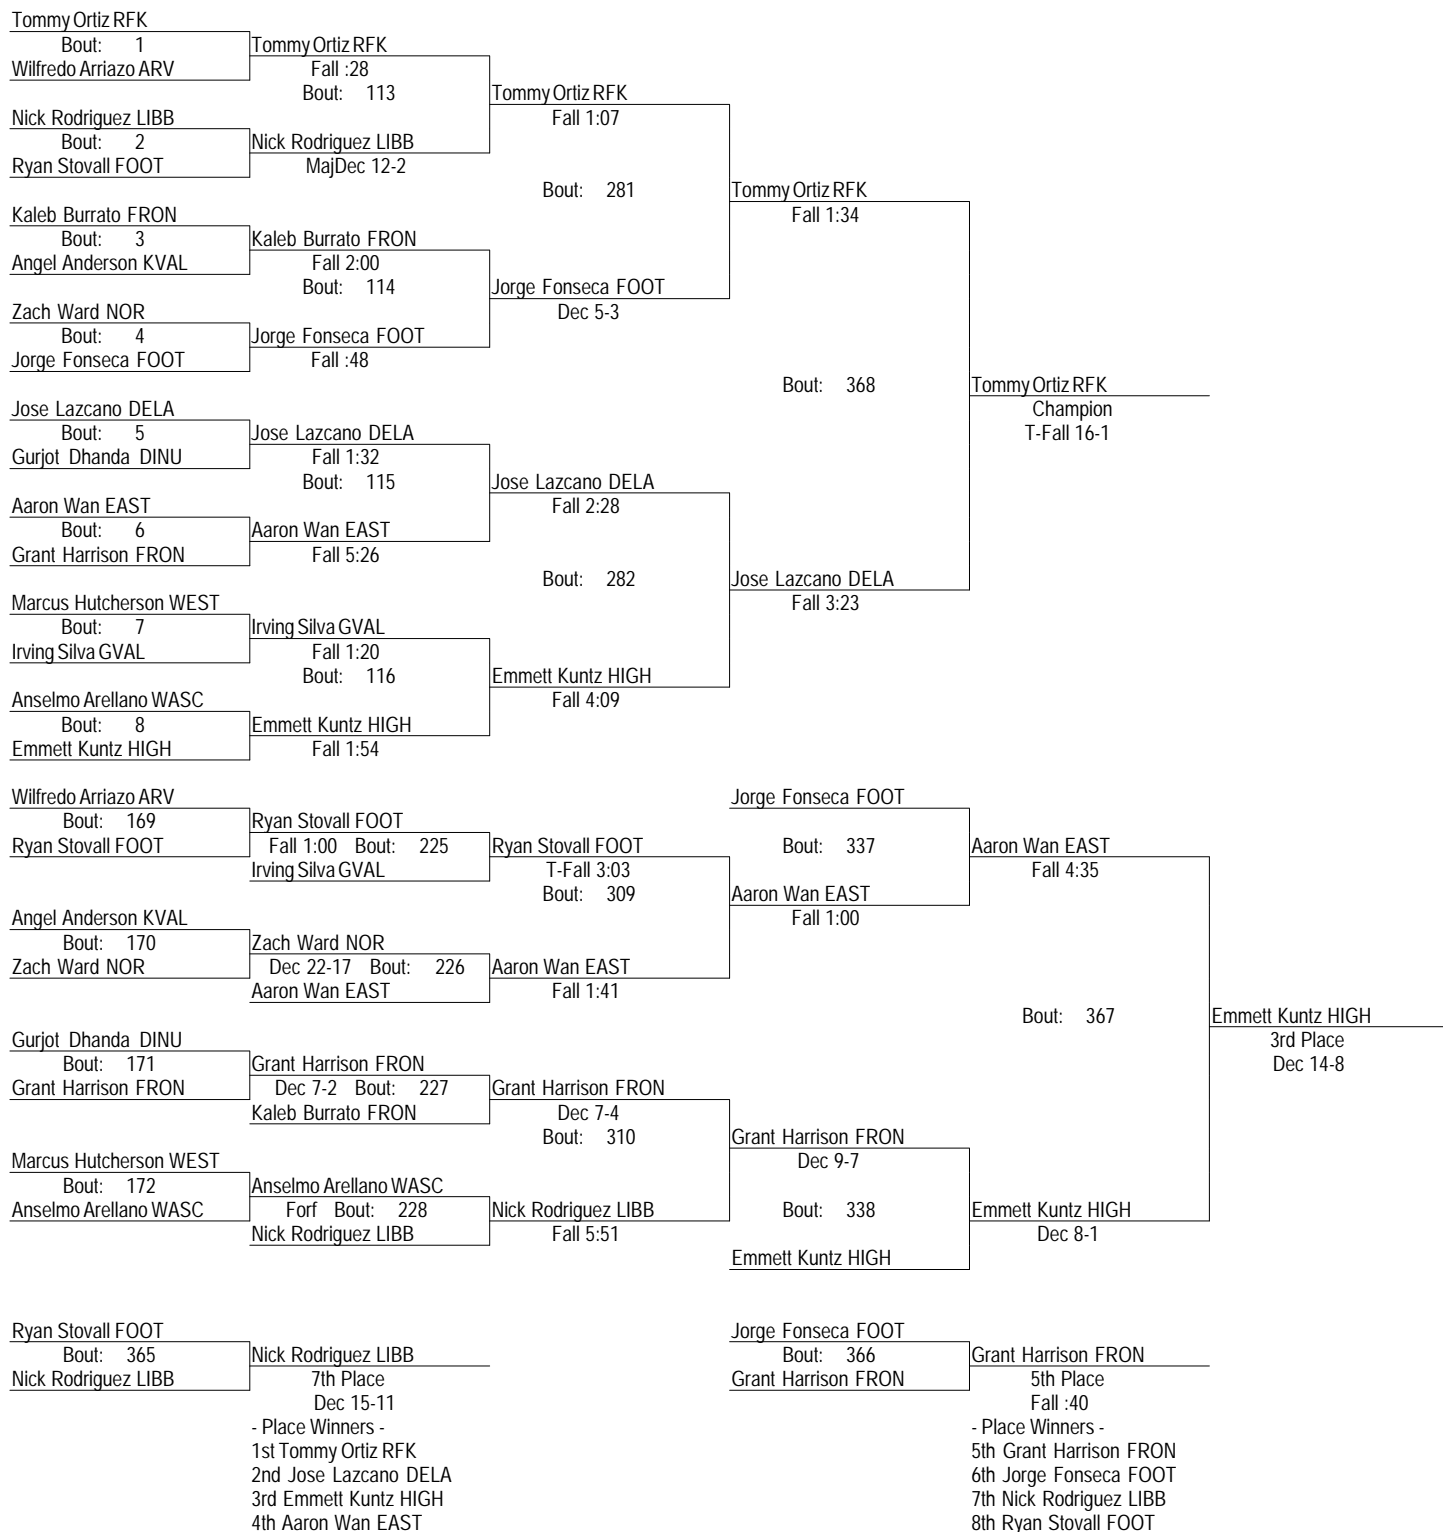 Tommy Ortiz RFK
Bout: 1
Wilfredo Arriazo ARV
Nick Rodriguez LIBB
Bout: 2
Ryan Stovall FOOT
Kaleb Burrato FRON
Bout: 3
Angel Anderson KVAL
Zach Ward NOR
Bout: 4
Jorge Fonseca FOOT
Jose Lazcano DELA
Bout: 5
Gurjot Dhanda DINU
Aaron Wan EAST
Bout: 6
Grant Harrison FRON
Marcus Hutcherson WEST
Bout: 7
Irving Silva GVAL
Anselmo Arellano WASC
Bout: 8
Emmett Kuntz HIGH
Tommy Ortiz RFK
Fall :28
Bout: 113
Nick Rodriguez LIBB
MajDec 12-2
Kaleb Burrato FRON
Fall 2:00
Bout: 114
Jorge Fonseca FOOT
Fall :48
Jose Lazcano DELA
Fall 1:32
Bout: 115
Aaron Wan EAST
Fall 5:26
Irving Silva GVAL
Fall 1:20
Bout: 116
Emmett Kuntz HIGH
Fall 1:54
Tommy Ortiz RFK
Fall 1:07
Bout: 281
Jorge Fonseca FOOT
Dec 5-3
Jose Lazcano DELA
Fall 2:28
Bout: 282
Emmett Kuntz HIGH
Fall 4:09
Tommy Ortiz RFK
Fall 1:34
Bout: 368
Jose Lazcano DELA
Fall 3:23
Tommy Ortiz RFK
Champion
T-Fall 16-1
Wilfredo Arriazo ARV
Bout: 169
Ryan Stovall FOOT
Angel Anderson KVAL
Bout: 170
Zach Ward NOR
Gurjot Dhanda DINU
Bout: 171
Grant Harrison FRON
Marcus Hutcherson WEST
Bout: 172
Anselmo Arellano WASC
Ryan Stovall FOOT
Fall 1:00 Bout: 225
Irving Silva GVAL
Zach Ward NOR
Dec 22-17 Bout: 226
Aaron Wan EAST
Grant Harrison FRON
Dec 7-2 Bout: 227
Kaleb Burrato FRON
Anselmo Arellano WASC
Forf Bout: 228
Nick Rodriguez LIBB
Ryan Stovall FOOT
T-Fall 3:03
Bout: 309
Aaron Wan EAST
Fall 1:41
Grant Harrison FRON
Dec 7-4
Bout: 310
Nick Rodriguez LIBB
Fall 5:51
Jorge Fonseca FOOT
Bout: 337
Aaron Wan EAST
Fall 1:00
Grant Harrison FRON
Dec 9-7
Bout: 338
Emmett Kuntz HIGH
Aaron Wan EAST
Fall 4:35
Bout: 367
Emmett Kuntz HIGH
Dec 8-1
Emmett Kuntz HIGH
3rd Place
Dec 14-8
Ryan Stovall FOOT
Bout: 365
Nick Rodriguez LIBB
Nick Rodriguez LIBB
7th Place
Dec 15-11
- Place Winners -
1st Tommy Ortiz RFK
2nd Jose Lazcano DELA
3rd Emmett Kuntz HIGH
4th Aaron Wan EAST
Jorge Fonseca FOOT
Bout: 366
Grant Harrison FRON
Grant Harrison FRON
5th Place
Fall :40
- Place Winners -
5th Grant Harrison FRON
6th Jorge Fonseca FOOT
7th Nick Rodriguez LIBB
8th Ryan Stovall FOOT